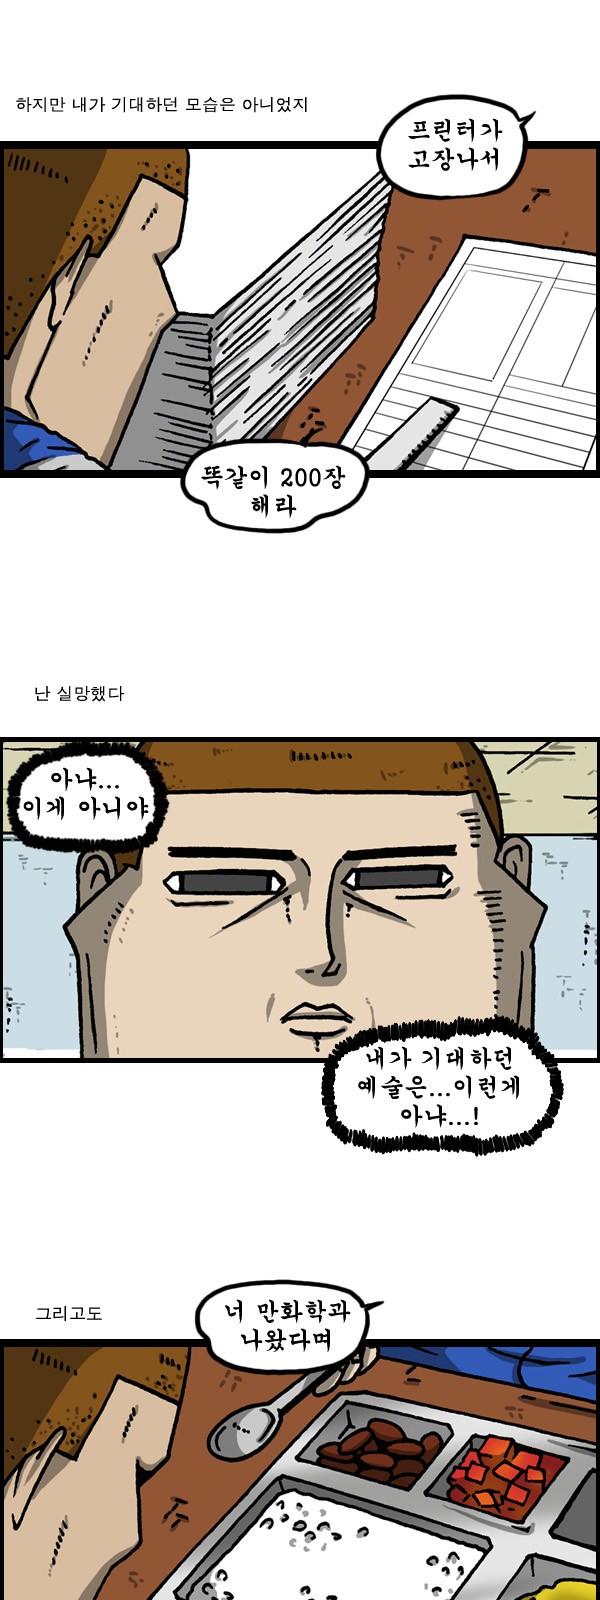 하지만 내가 기대하던 모습은 아니었지
프린터가
고장나서
똑같이 200장
해라
난 실망했다
아냐...
이게 아니야
내가 기대하던
예술은...이런게
아냐...!
그리고도
너 만화학과
나왔다며